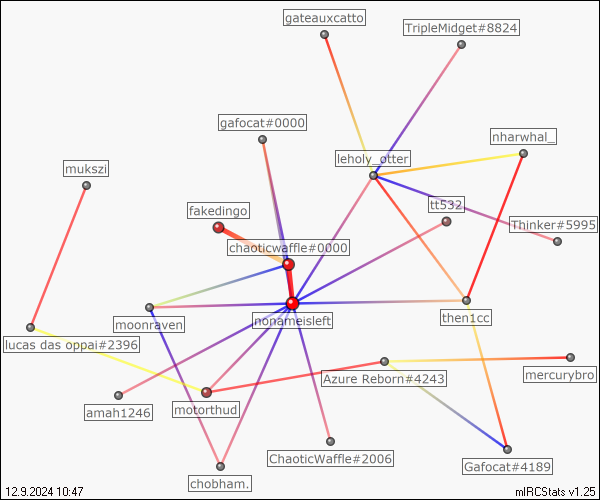 gateauxcatto
TripleMidget#8824
gafocat#0000
nharwhal_
leholy_otter
mukszi
tt532
fakedingo
Thinker#5995
chaoticwaffle#0000
nonameisleft
then1cc
moonraven
lucas das oppai#2396
Azure Reborn#4243
mercurybro
amah1246
motorthud
ChaoticWaffle#2006
Gafocat#4189
chobham.
12.9.2024 10:47
mIRCStats v1.25